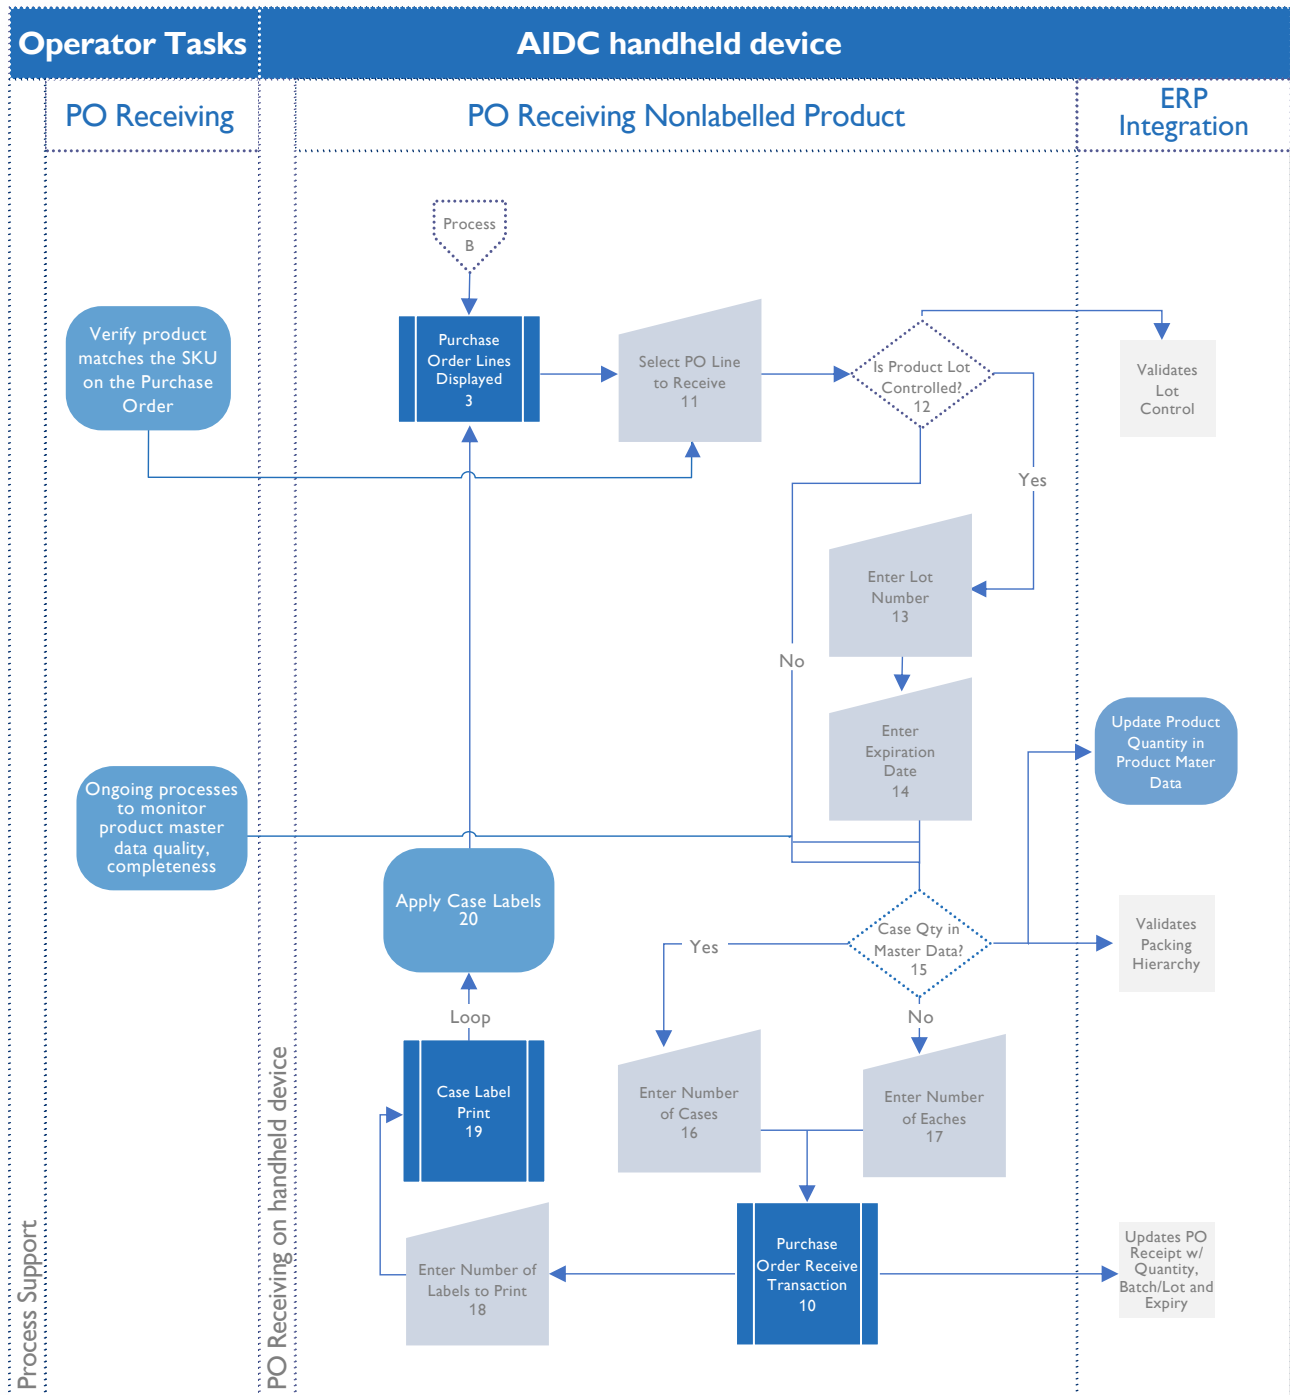 Operator Tasks
AIDC handheld device
PO Receiving
PO Receiving Nonlabelled Product
ERP
Integration
Process
B
Verify product
matches the SKU
on the Purchase
Order
Purchase
Order Lines
Displayed
3
Select PO Line
to Receive
11
Is Product Lot
Controlled?
12
Validates
Lot
Control
Yes
Enter Lot
Number
13
No
Enter
Expiration
Date
14
Update Product
Quantity in
Product Mater
Data
Ongoing processes
to monitor
product master
data quality,
completeness
Apply Case Labels
20
Case Qty in
Master Data?
15
Yes
Validates
Packing
Hierarchy
Loop
No
Case Label
Print
19
Enter Number
of Cases
16
Enter Number
of Eaches
17
Enter Number of
Labels to Print
18
Purchase
Order Receive
Transaction
10
Updates PO
Receipt w/
Quantity,
Batch/Lot and
Expiry
Process Support
PO Receiving on handheld device